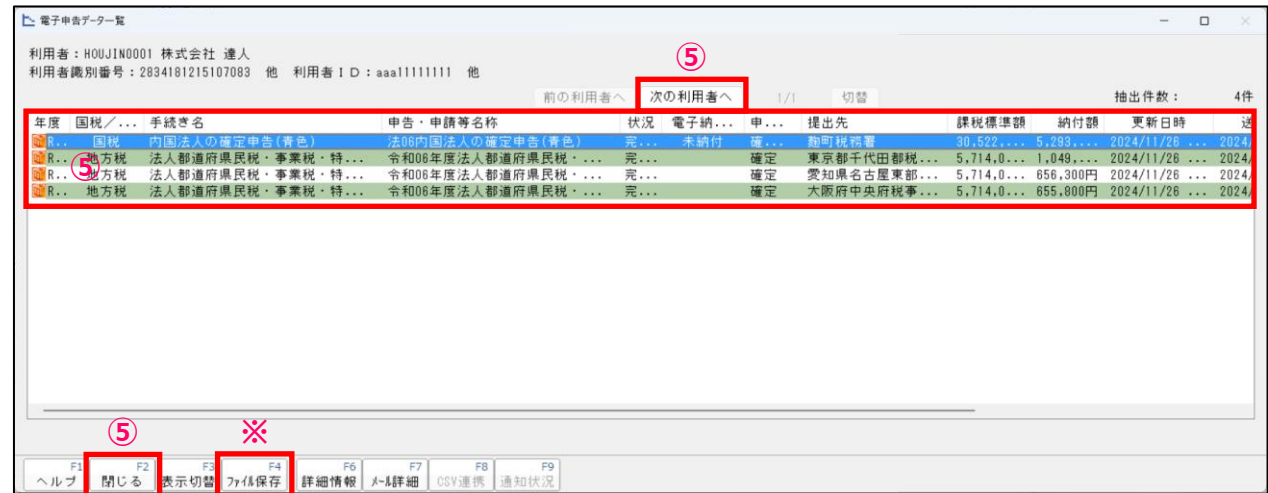 電子申告データ一覧
利用者：HOUJIN0001 株式会社 達人
利用者識別番号：2834181215107083 他 利用者ＩＤ：aaa11111111 他
⑤
前の利用者へ 次の利用者へ 1/1 切替 抽出件数： 4件
年度 国税／... 手続き名 申告・申請等名称 状況 電子納... 申... 提出先 課税標準額 納付額 更新日時 送
R.. 国税 内国法人の確定申告(青色) 法06内国法人の確定申告(青色) 完... 未納付 確... 麹町税務署 30,522,... 5,293,... 2024/11/26 ... 2024/
R.. 地方税 法人都道府県民税・事業税・特... 令和06年度法人都道府県民税・... 完... 確定 東京都千代田都税... 5,714,0... 1,049,... 2024/11/26 ... 2024/
⑤
R.. 地方税 法人都道府県民税・事業税・特... 令和06年度法人都道府県民税・... 完... 確定 愛知県名古屋東部... 5,714,0... 656,300円 2024/11/26 ... 2024/
R.. 地方税 法人都道府県民税・事業税・特... 令和06年度法人都道府県民税・... 完... 確定 大阪府中央府税事... 5,714,0... 655,800円 2024/11/26 ... 2024/
⑤ ※
F1 F2 F3 F4 F6 F7 F8 F9
ヘルプ 閉じる 表示切替 ファイル保存 詳細情報 メール詳細 CSV連携 通知状況